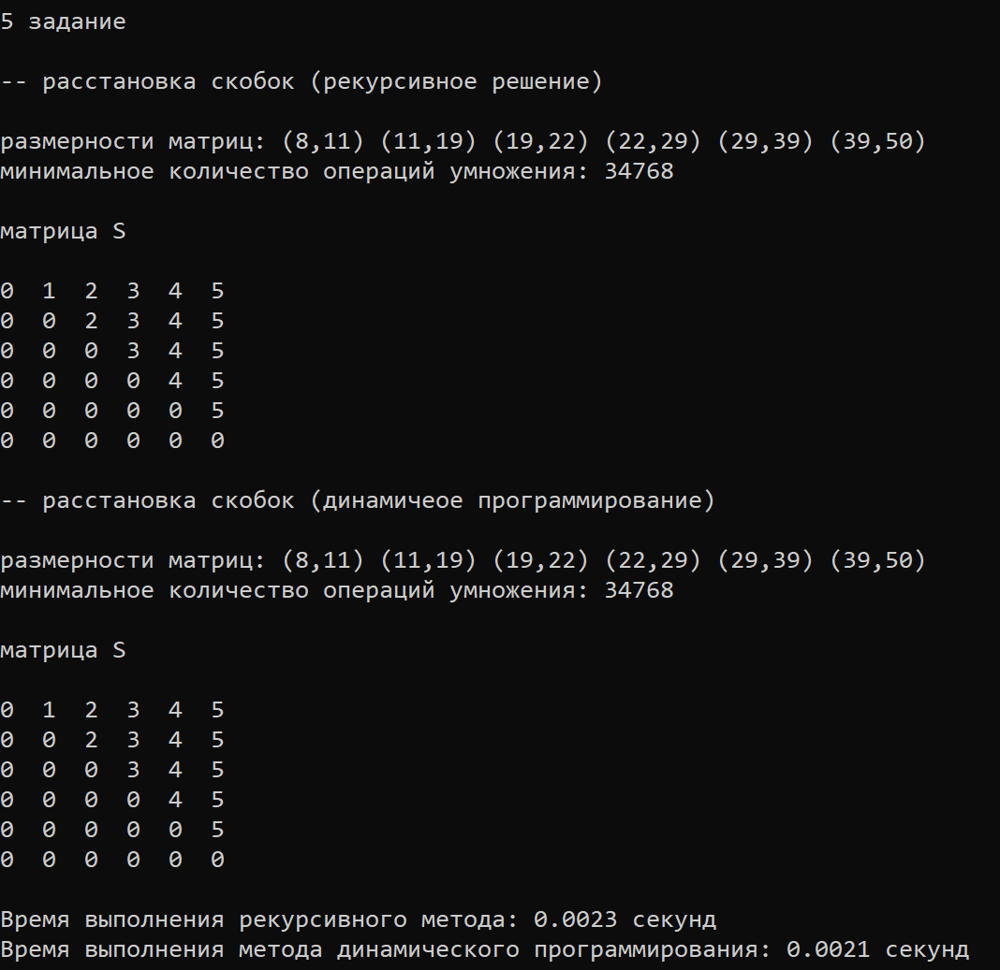 5 задание
-- расстановка скобок (рекурсивное решение)
размерности матриц: (8,11) (11,19) (19,22) (22,29) (29,39) (39,50)
минимальное количество операций умножения: 34768
матрица S
0  1  2  3  4  5
0  0  2  3  4  5
0  0  0  3  4  5
0  0  0  0  4  5
0  0  0  0  0  5
0  0  0  0  0  0
-- расстановка скобок (динамичеое программирование)
размерности матриц: (8,11) (11,19) (19,22) (22,29) (29,39) (39,50)
минимальное количество операций умножения: 34768
матрица S
0  1  2  3  4  5
0  0  2  3  4  5
0  0  0  3  4  5
0  0  0  0  4  5
0  0  0  0  0  5
0  0  0  0  0  0
Время выполнения рекурсивного метода: 0.0023 секунд
Время выполнения метода динамического программирования: 0.0021 секунд